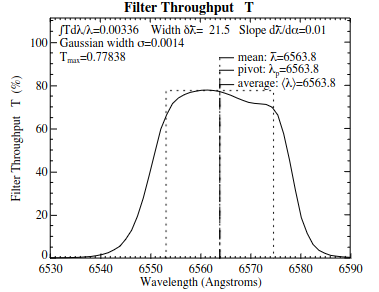 Filter Throughput T
∫Tdλ/λ=0.00336 Width δλ̄= 21.5 Slope dλ̄/dα=0.01
Gaussian width σ=0.0014
Tmax=0.77838
mean: λ̄=6563.8
pivot: λp=6563.8
average: ⟨λ⟩=6563.8
Filter Throughput T (%)
100
80
60
40
20
0
6530 6540 6550 6560 6570 6580 6590
Wavelength (Angstroms)